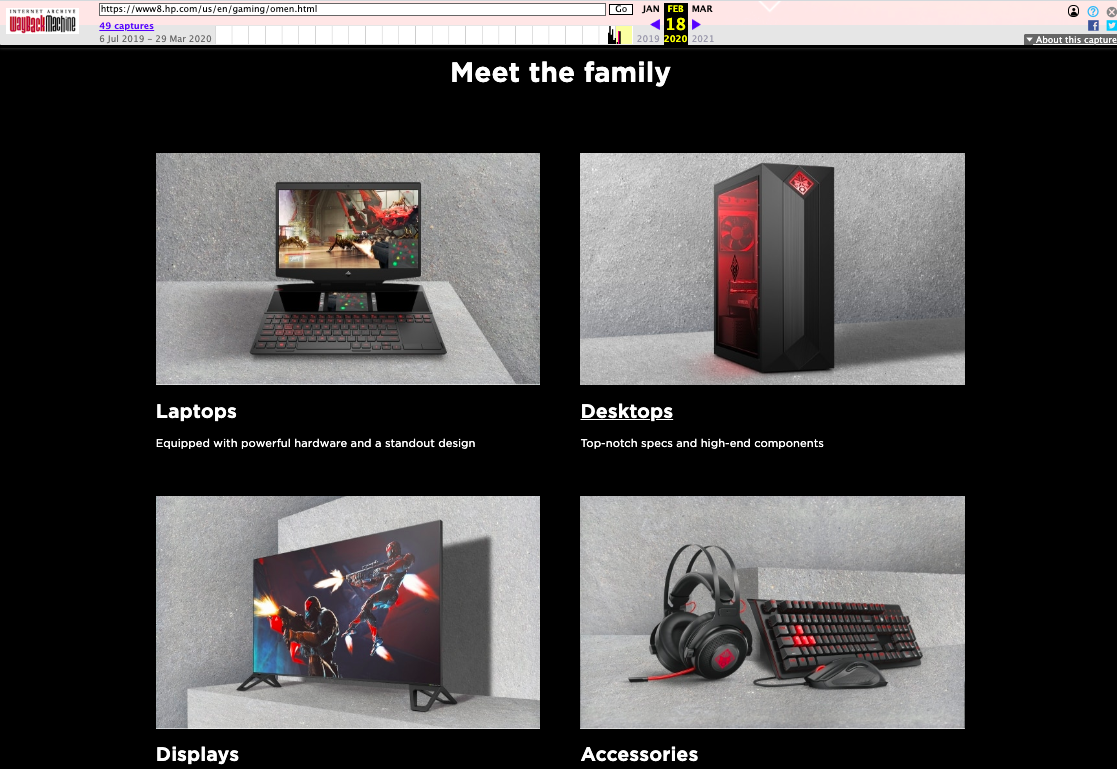 INTERNET ARCHIVE
WayBackMachine
https://www8.hp.com/us/en/gaming/omen.html
Go
JAN FEB MAR
49 captures
18
6 Jul 2019 – 29 Mar 2020
2019 2020 2021
About this capture
Meet the family
Laptops
Equipped with powerful hardware and a standout design
Desktops
Top-notch specs and high-end components
Displays
Accessories